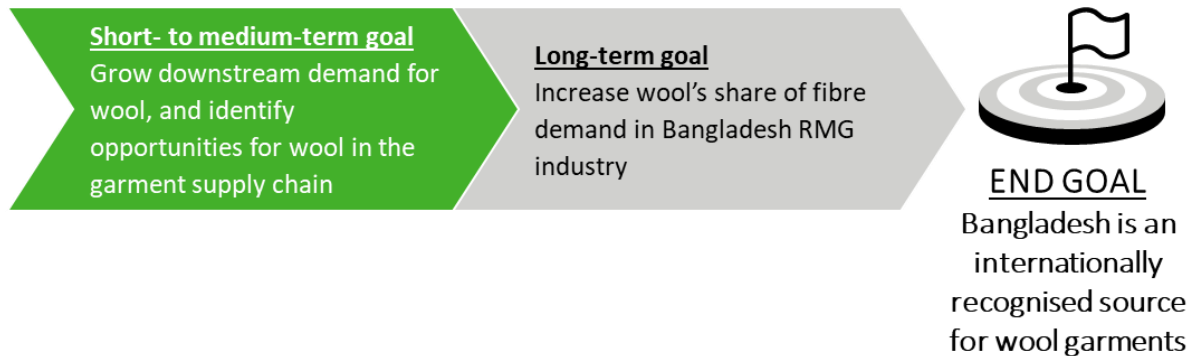 Short- to medium-term goal
Grow downstream demand for
wool, and identify
opportunities for wool in the
garment supply chain
Long-term goal
Increase wool's share of fibre
demand in Bangladesh RMG
industry
END GOAL
Bangladesh is an
internationally
recognised source
for wool garments